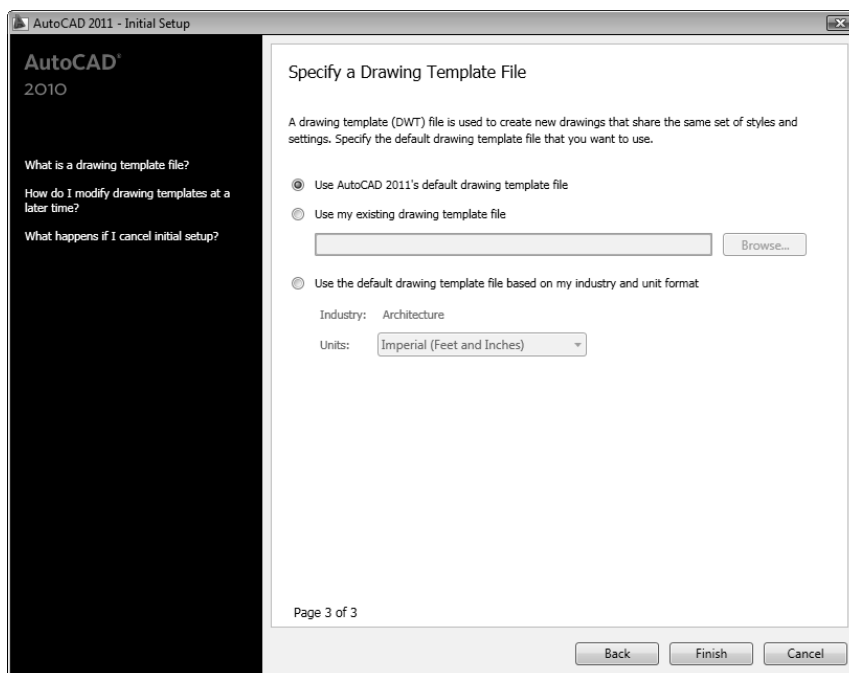 AutoCAD 2011 - Initial Setup
AutoCAD®
2010
What is a drawing template file?
How do I modify drawing templates at a
later time?
What happens if I cancel initial setup?
Specify a Drawing Template File
A drawing template (DWT) file is used to create new drawings that share the same set of styles and
settings. Specify the default drawing template file that you want to use.
Use AutoCAD 2011's default drawing template file
Use my existing drawing template file
Browse...
Use the default drawing template file based on my industry and unit format
Industry: Architecture
Units: Imperial (Feet and Inches)
Page 3 of 3
Back Finish Cancel